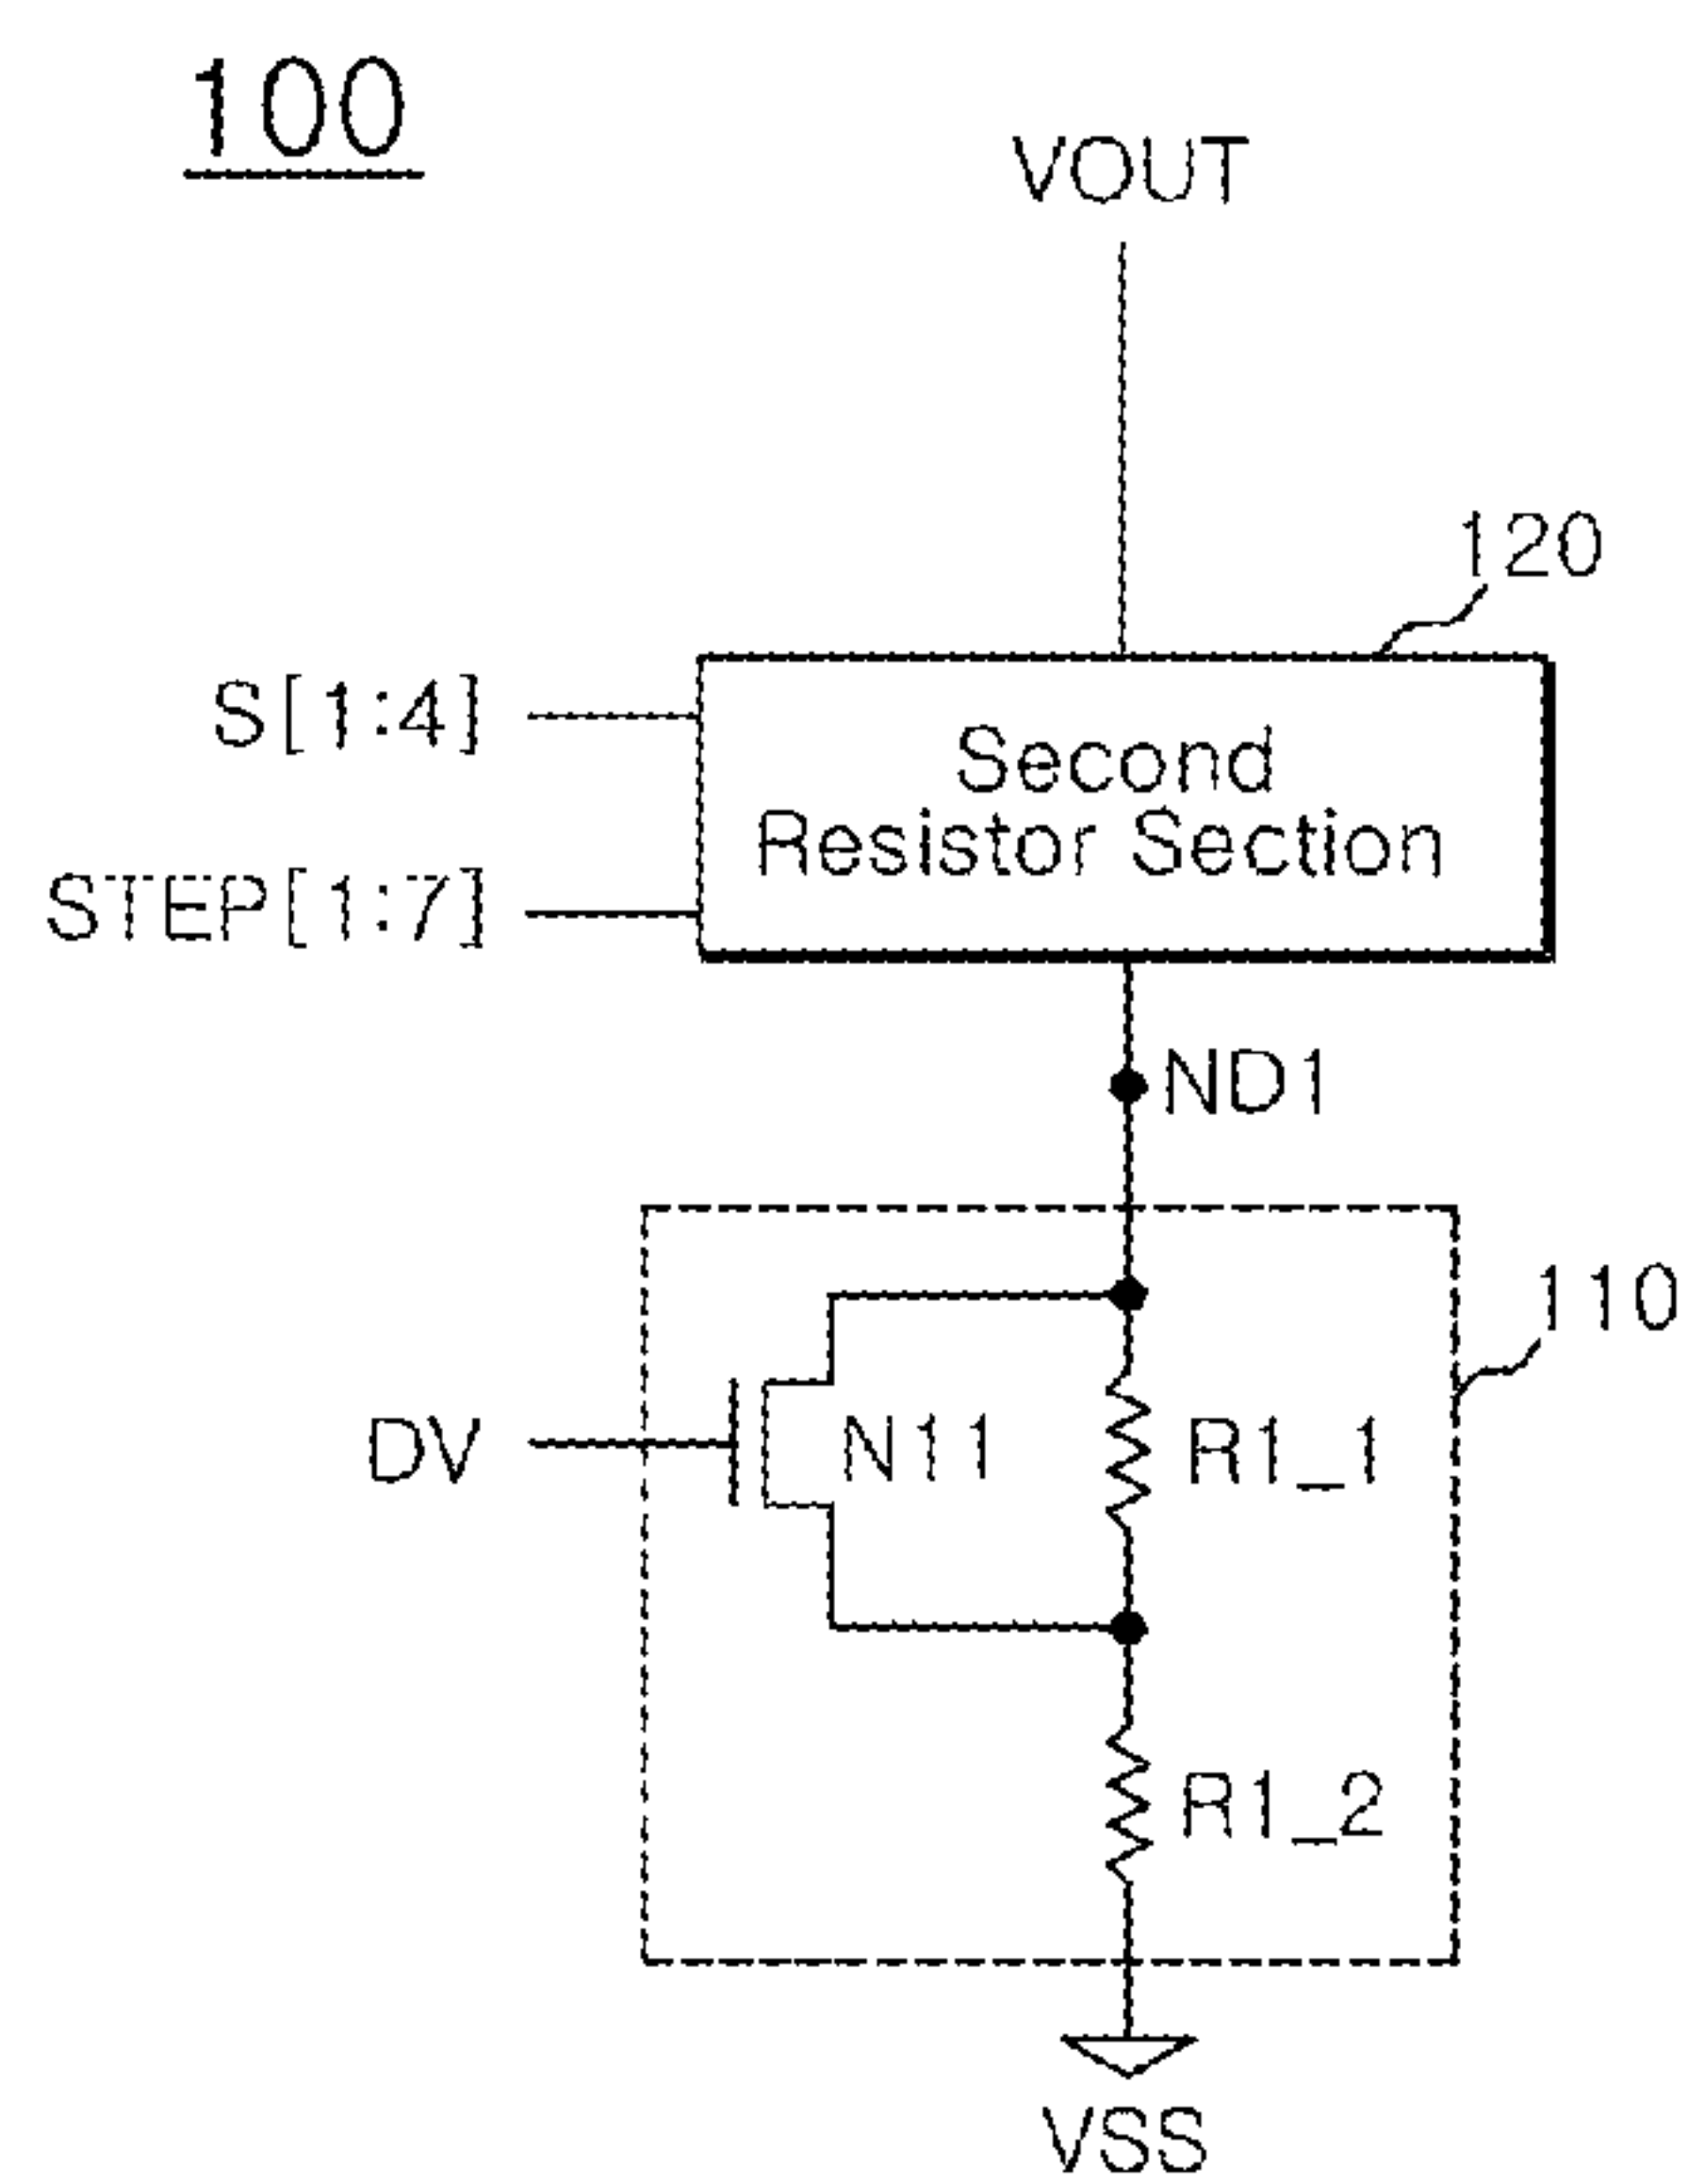 100
VOUT
120
S[1:4]
Second
Resistor Section
STEP[1:7]
ND1
110
DV
N11
R1_1
R1_2
VSS